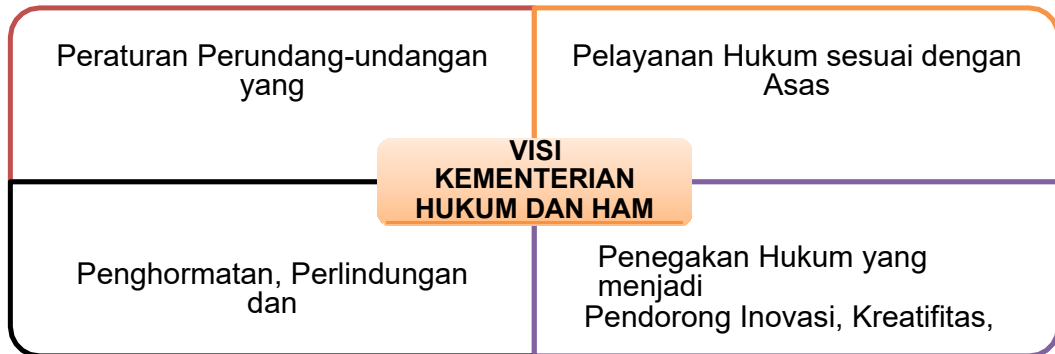 Peraturan Perundang-undangan
yang
Pelayanan Hukum sesuai dengan
Asas
VISI
KEMENTERIAN
HUKUM DAN HAM
Penghormatan, Perlindungan
dan
Penegakan Hukum yang
menjadi
Pendorong Inovasi, Kreatifitas,